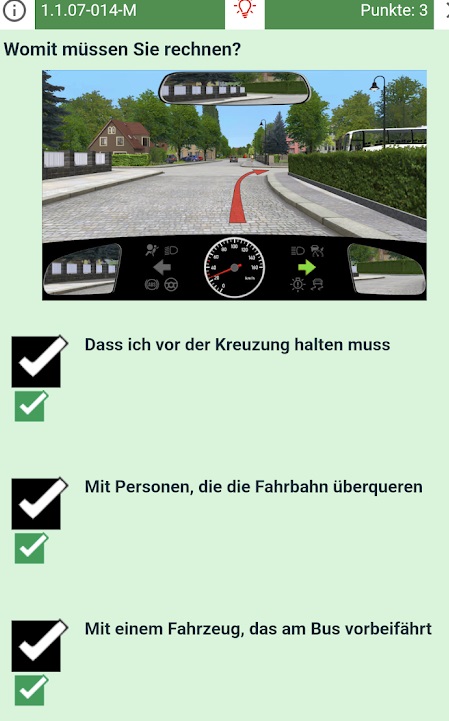 1.1.07-014-M
Punkte: 3
Womit müssen Sie rechnen?
Dass ich vor der Kreuzung halten muss
Mit Personen, die die Fahrbahn überqueren
Mit einem Fahrzeug, das am Bus vorbeifährt